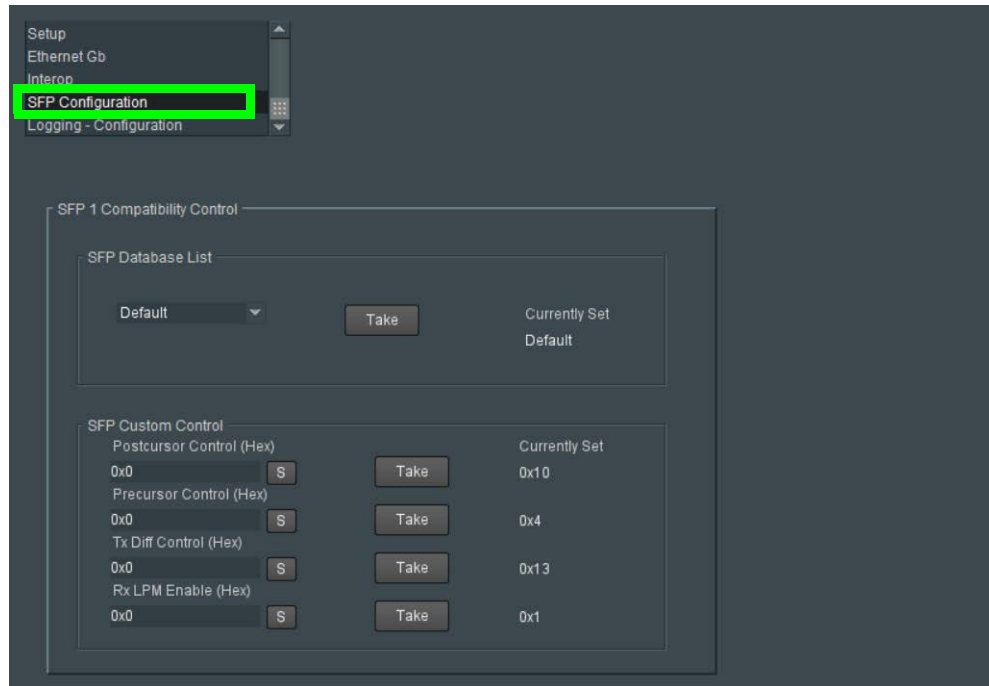 Setup
Ethernet Gb
Interop
SFP Configuration
Logging - Configuration
SFP 1 Compatibility Control
SFP Database List
Default Take Currently Set
Default
SFP Custom Control
Postcursor Control (Hex) Currently Set
0x0 S Take 0x10
Precursor Control (Hex)
0x0 S Take 0x4
Tx Diff Control (Hex)
0x0 S Take 0x13
Rx LPM Enable (Hex)
0x0 S Take 0x1